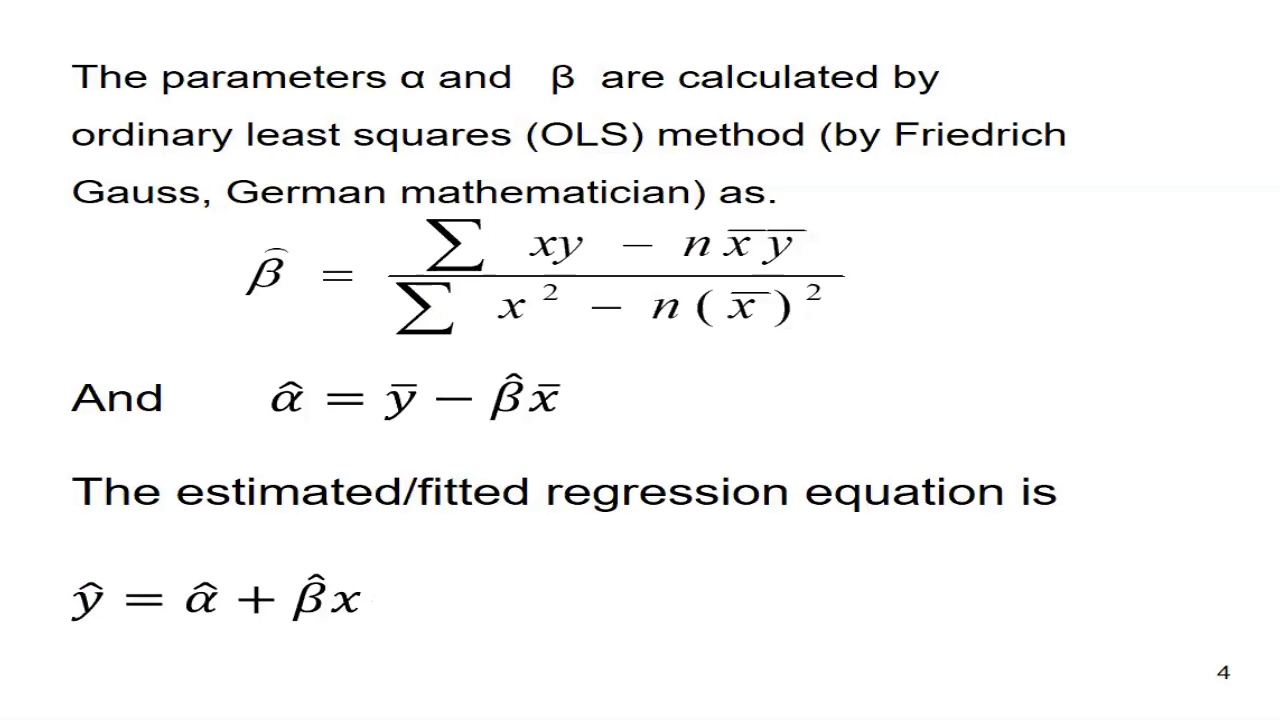 The parameters α and β are calculated by
ordinary least squares (OLS) method (by Friedrich
Gauss, German mathematician) as.
β̂ = (∑ xy − n x̄ ȳ) / (∑ x² − n ( x̄ )²)
And α̂ = ȳ − β̂x̄
The estimated/fitted regression equation is
ŷ = α̂ + β̂x
4